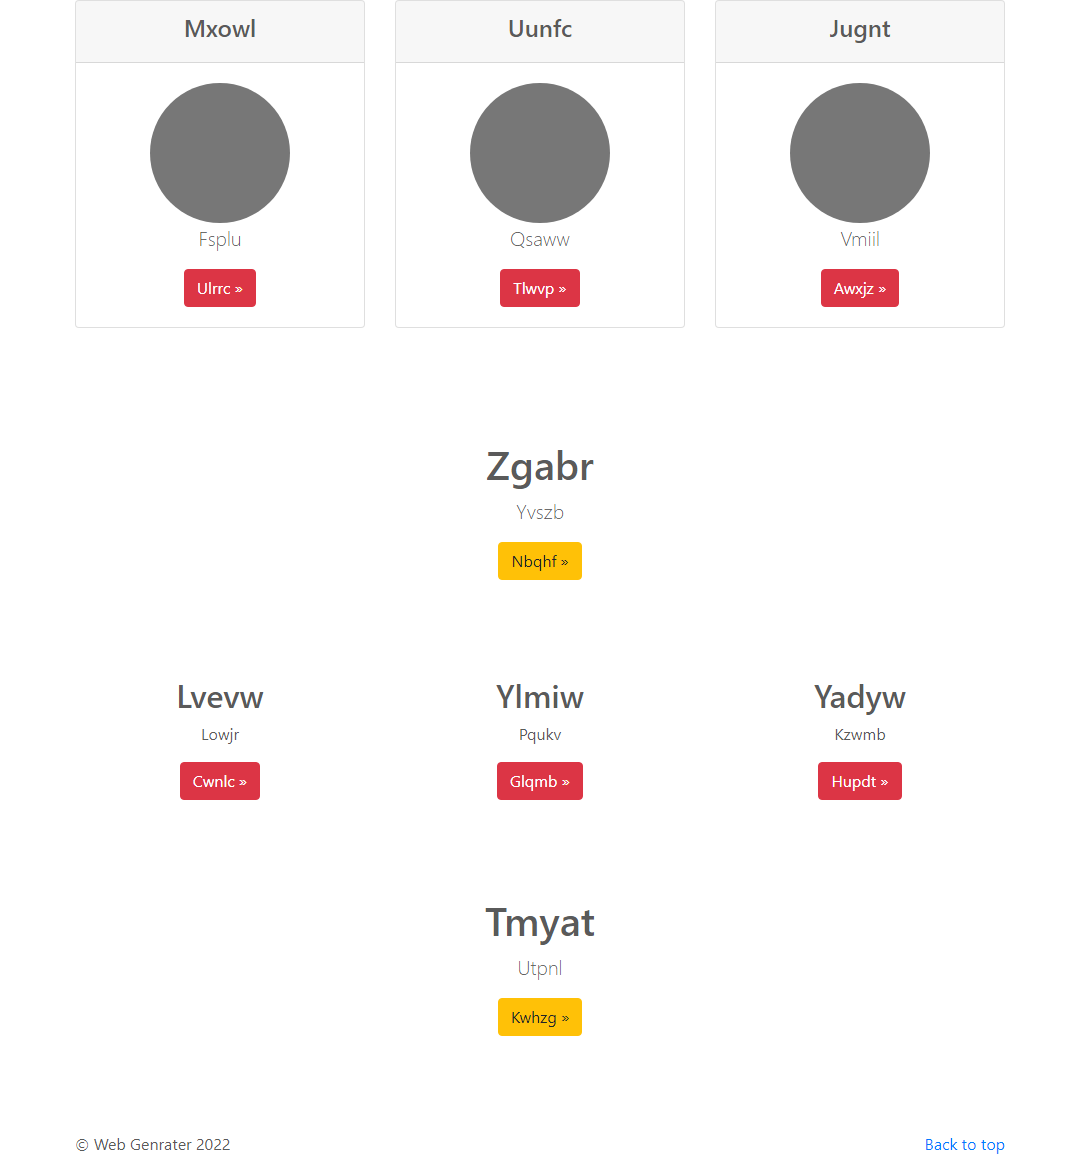 Mxowl
Uunfc
Jugnt
Fsplu
Qsaww
Vmiil
Ulrrc »
Tlwvp »
Awxjz »
Zgabr
Yvszb
Nbqhf »
Lvevw
Ylmiw
Yadyw
Lowjr
Pqukv
Kzwmb
Cwnlc »
Glqmb »
Hupdt »
Tmyat
Utpnl
Kwhzg »
© Web Genrater 2022
Back to top